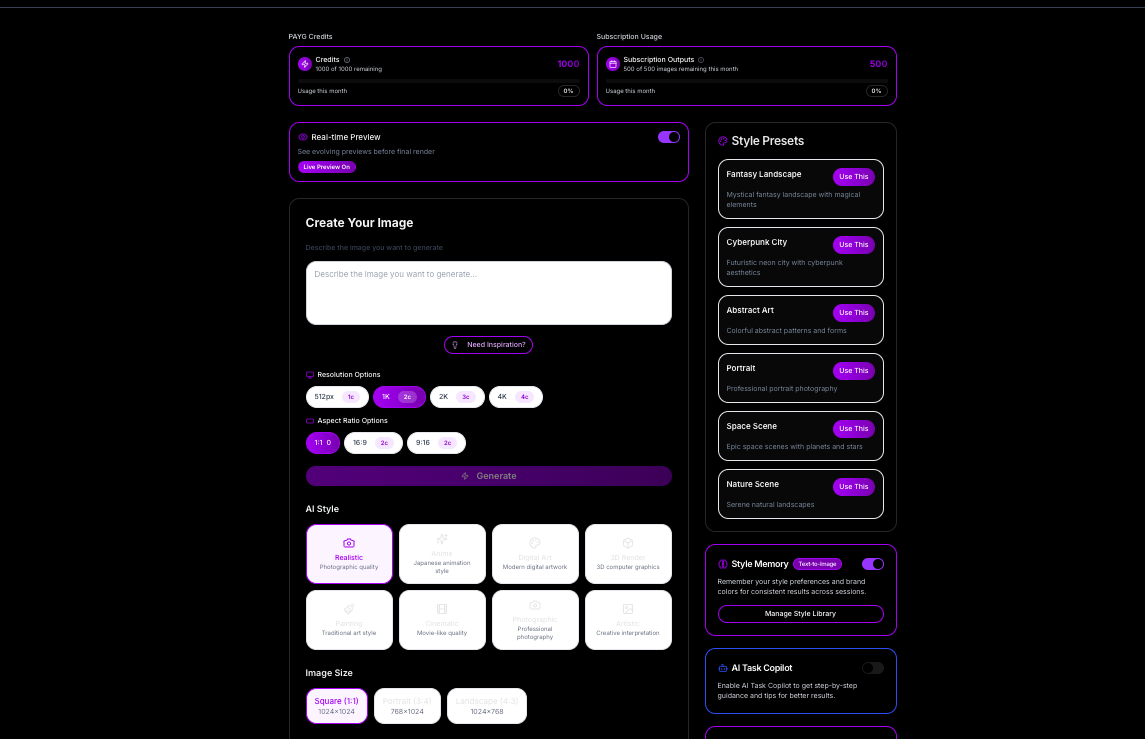 PAYG Credits
Credits
1000 of 1000 remaining
1000
Usage this month
0%
Subscription Usage
Subscription Outputs
500 of 500 images remaining this month
500
Usage this month
0%
Real-time Preview
See evolving previews before final render
Live Preview On
Create Your Image
Describe the image you want to generate
Describe the image you want to generate...
Need Inspiration?
Resolution Options
512px 1c 1K 2c 2K 3c 4K 4c
Aspect Ratio Options
1:1 0 16:9 2c 9:16 2c
Generate
AI Style
Realistic
Photographic quality
Anime
Japanese animation
style
Digital Art
Modern digital artwork
3D Render
3D computer graphics
Painting
Traditional art style
Cinematic
Movie-like quality
Photographic
Professional
photography
Artistic
Creative interpretation
Image Size
Square (1:1)
1024×1024
Portrait (3:4)
768×1024
Landscape (4:3)
1024×768
Style Presets
Fantasy Landscape
Use This
Mystical fantasy landscape with magical
elements
Cyberpunk City
Use This
Futuristic neon city with cyberpunk
aesthetics
Abstract Art
Use This
Colorful abstract patterns and forms
Portrait
Use This
Professional portrait photography
Space Scene
Use This
Epic space scenes with planets and stars
Nature Scene
Use This
Serene natural landscapes
Style Memory
Text-to-Image
Remember your style preferences and brand
colors for consistent results across sessions.
Manage Style Library
AI Task Copilot
Enable AI Task Copilot to get step-by-step
guidance and tips for better results.